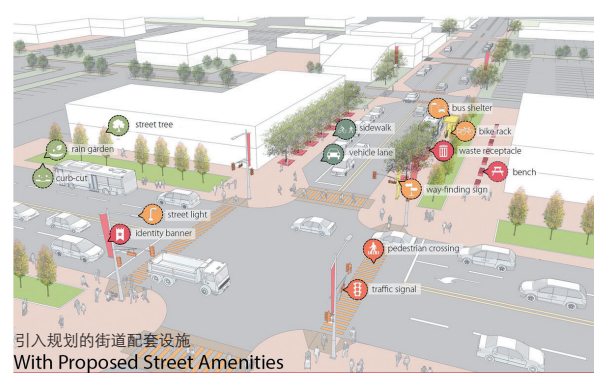 bus shelter
street tree
sidewalk
bike rack
rain garden
vehicle lane
waste receptacle
curb-cut
bench
way-finding sign
street light
identity banner
pedestrian crossing
traffic signal
引入规划的街道配套设施
With Proposed Street Amenities